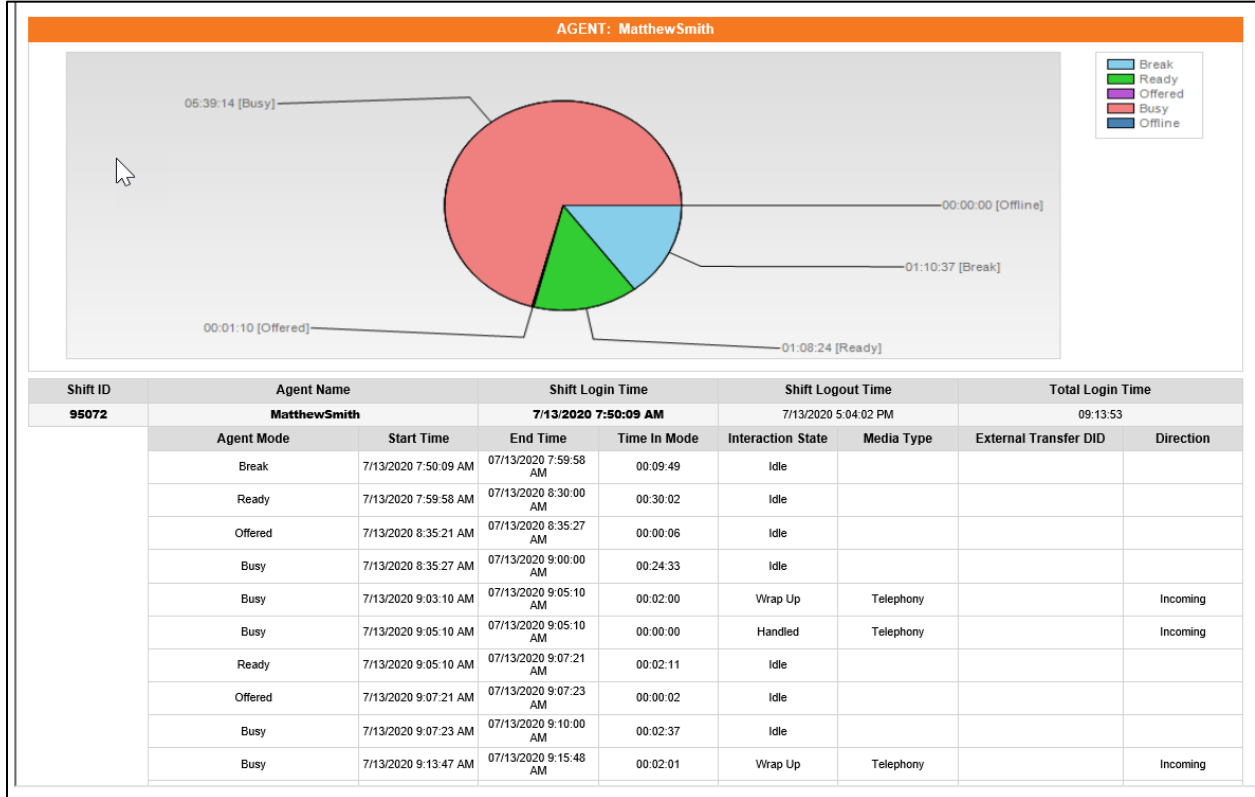 AGENT: MatthewSmith
Break
Ready
Offered
Busy
Offline
05:39:14 [Busy]
00:00:00 [Offline]
01:10:37 [Break]
00:01:10 [Offered]
01:08:24 [Ready]
Shift ID Agent Name Shift Login Time Shift Logout Time Total Login Time
95072 MatthewSmith 7/13/2020 7:50:09 AM 7/13/2020 5:04:02 PM 09:13:53
Agent Mode Start Time End Time Time In Mode Interaction State Media Type External Transfer DID Direction
Break 7/13/2020 7:50:09 AM 07/13/2020 7:59:58 AM 00:09:49 Idle
Ready 7/13/2020 7:59:58 AM 07/13/2020 8:30:00 AM 00:30:02 Idle
Offered 7/13/2020 8:35:21 AM 07/13/2020 8:35:27 AM 00:00:06 Idle
Busy 7/13/2020 8:35:27 AM 07/13/2020 9:00:00 AM 00:24:33 Idle
Busy 7/13/2020 9:03:10 AM 07/13/2020 9:05:10 AM 00:02:00 Wrap Up Telephony Incoming
Busy 7/13/2020 9:05:10 AM 07/13/2020 9:05:10 AM 00:00:00 Handled Telephony Incoming
Ready 7/13/2020 9:05:10 AM 07/13/2020 9:07:21 AM 00:02:11 Idle
Offered 7/13/2020 9:07:21 AM 07/13/2020 9:07:23 AM 00:00:02 Idle
Busy 7/13/2020 9:07:23 AM 07/13/2020 9:10:00 AM 00:02:37 Idle
Busy 7/13/2020 9:13:47 AM 07/13/2020 9:15:48 AM 00:02:01 Wrap Up Telephony Incoming